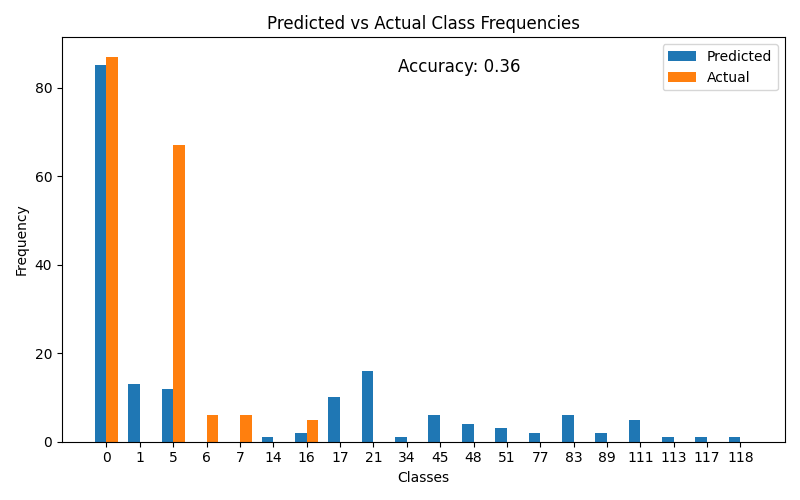 Predicted vs Actual Class Frequencies
Accuracy: 0.36
Predicted
Actual
Frequency
80
60
40
20
0
0 1 5 6 7 14 16 17 21 34 45 48 51 77 83 89 111 113 117 118
Classes